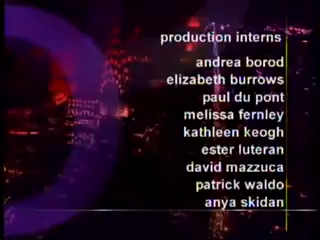 production interns
andrea borod
elizabeth burrows
paul du pont
melissa fernley
kathleen keogh
ester luteran
david mazzuca
patrick waldo
anya skidan